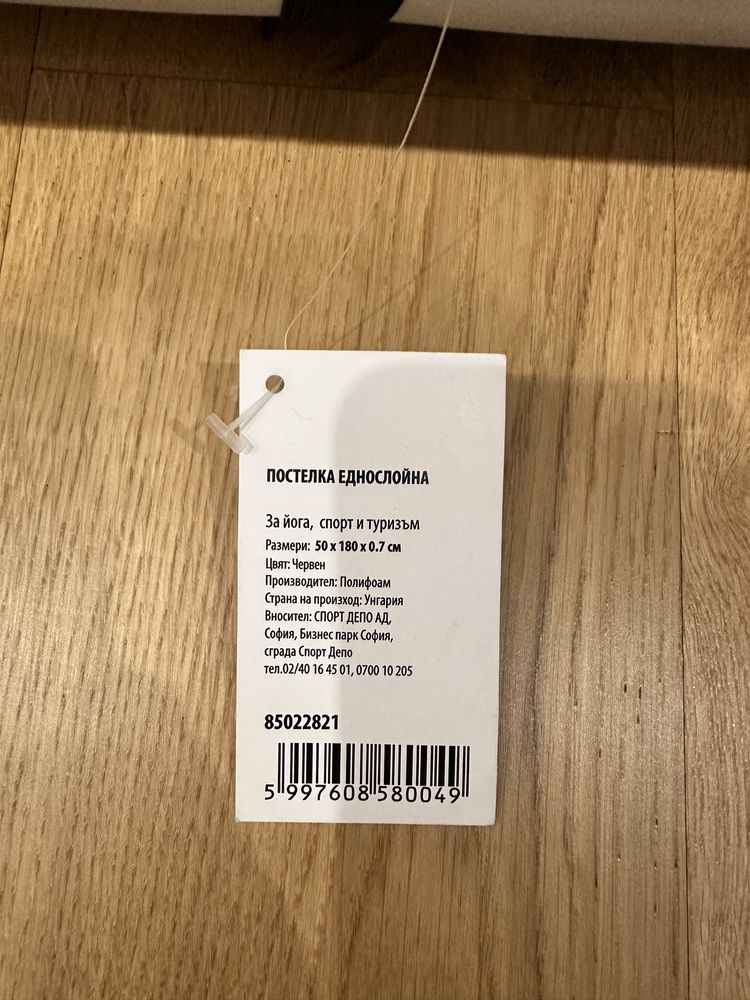 ПОСТЕЛКА ЕДНОСЛОЙНА
За йога, спорт и туризъм
Размери: 50 x 180 x 0.7 см
Цвят: Червен
Производител: Полифоам
Страна на произход: Унгария
Вносител: СПОРТ ДЕПО АД,
София, Бизнес парк София,
сграда Спорт Депо
тел.02/40 16 45 01, 0700 10 205
85022821
5 997608 580049